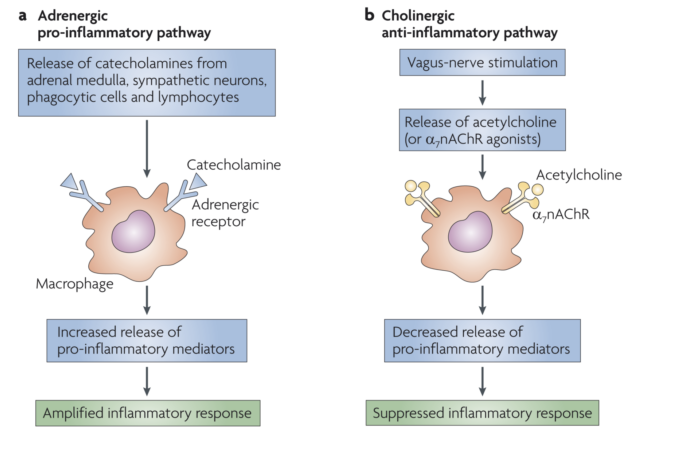 a Adrenergic
pro-inflammatory pathway
Release of catecholamines from
adrenal medulla, sympathetic neurons,
phagocytic cells and lymphocytes
Catecholamine
Adrenergic
receptor
Macrophage
Increased release of
pro-inflammatory mediators
Amplified inflammatory response
b Cholinergic
anti-inflammatory pathway
Vagus-nerve stimulation
Release of acetylcholine
(or α₇nAChR agonists)
Acetylcholine
α₇nAChR
Decreased release of
pro-inflammatory mediators
Suppressed inflammatory response